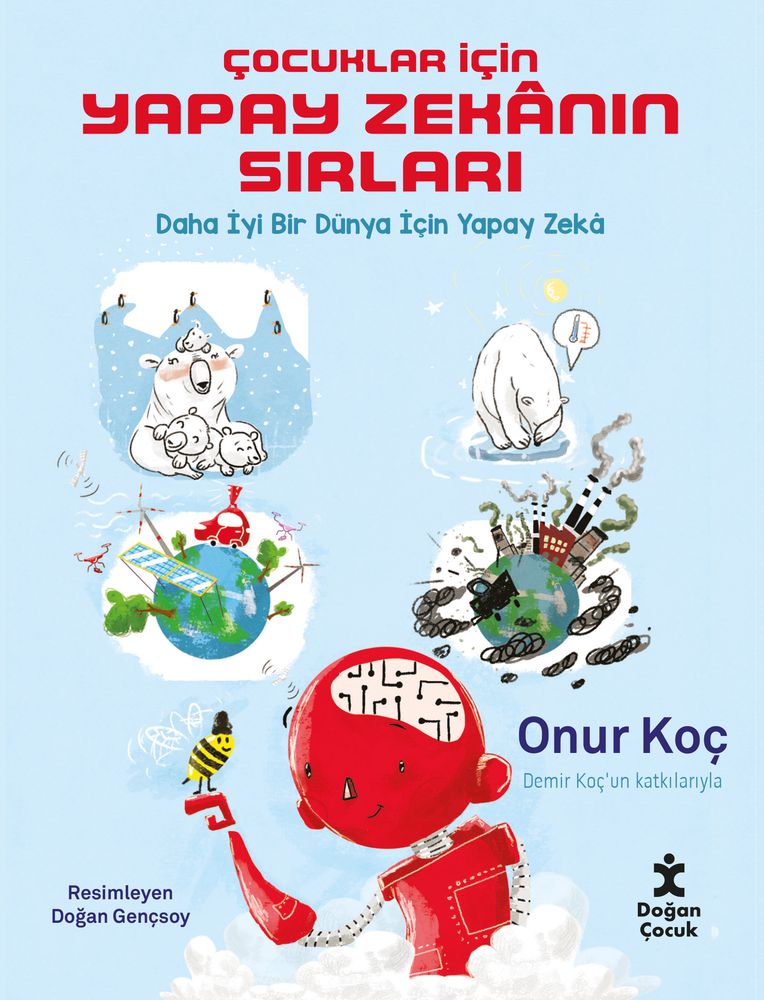 ÇOCUKLAR İÇİN
YAPAY ZEKÂNIN
SIRLARI
Daha İyi Bir Dünya İçin Yapay Zekâ
Onur Koç
Demir Koç'un katkılarıyla
Resimleyen
Doğan Gençsoy
Doğan
Çocuk